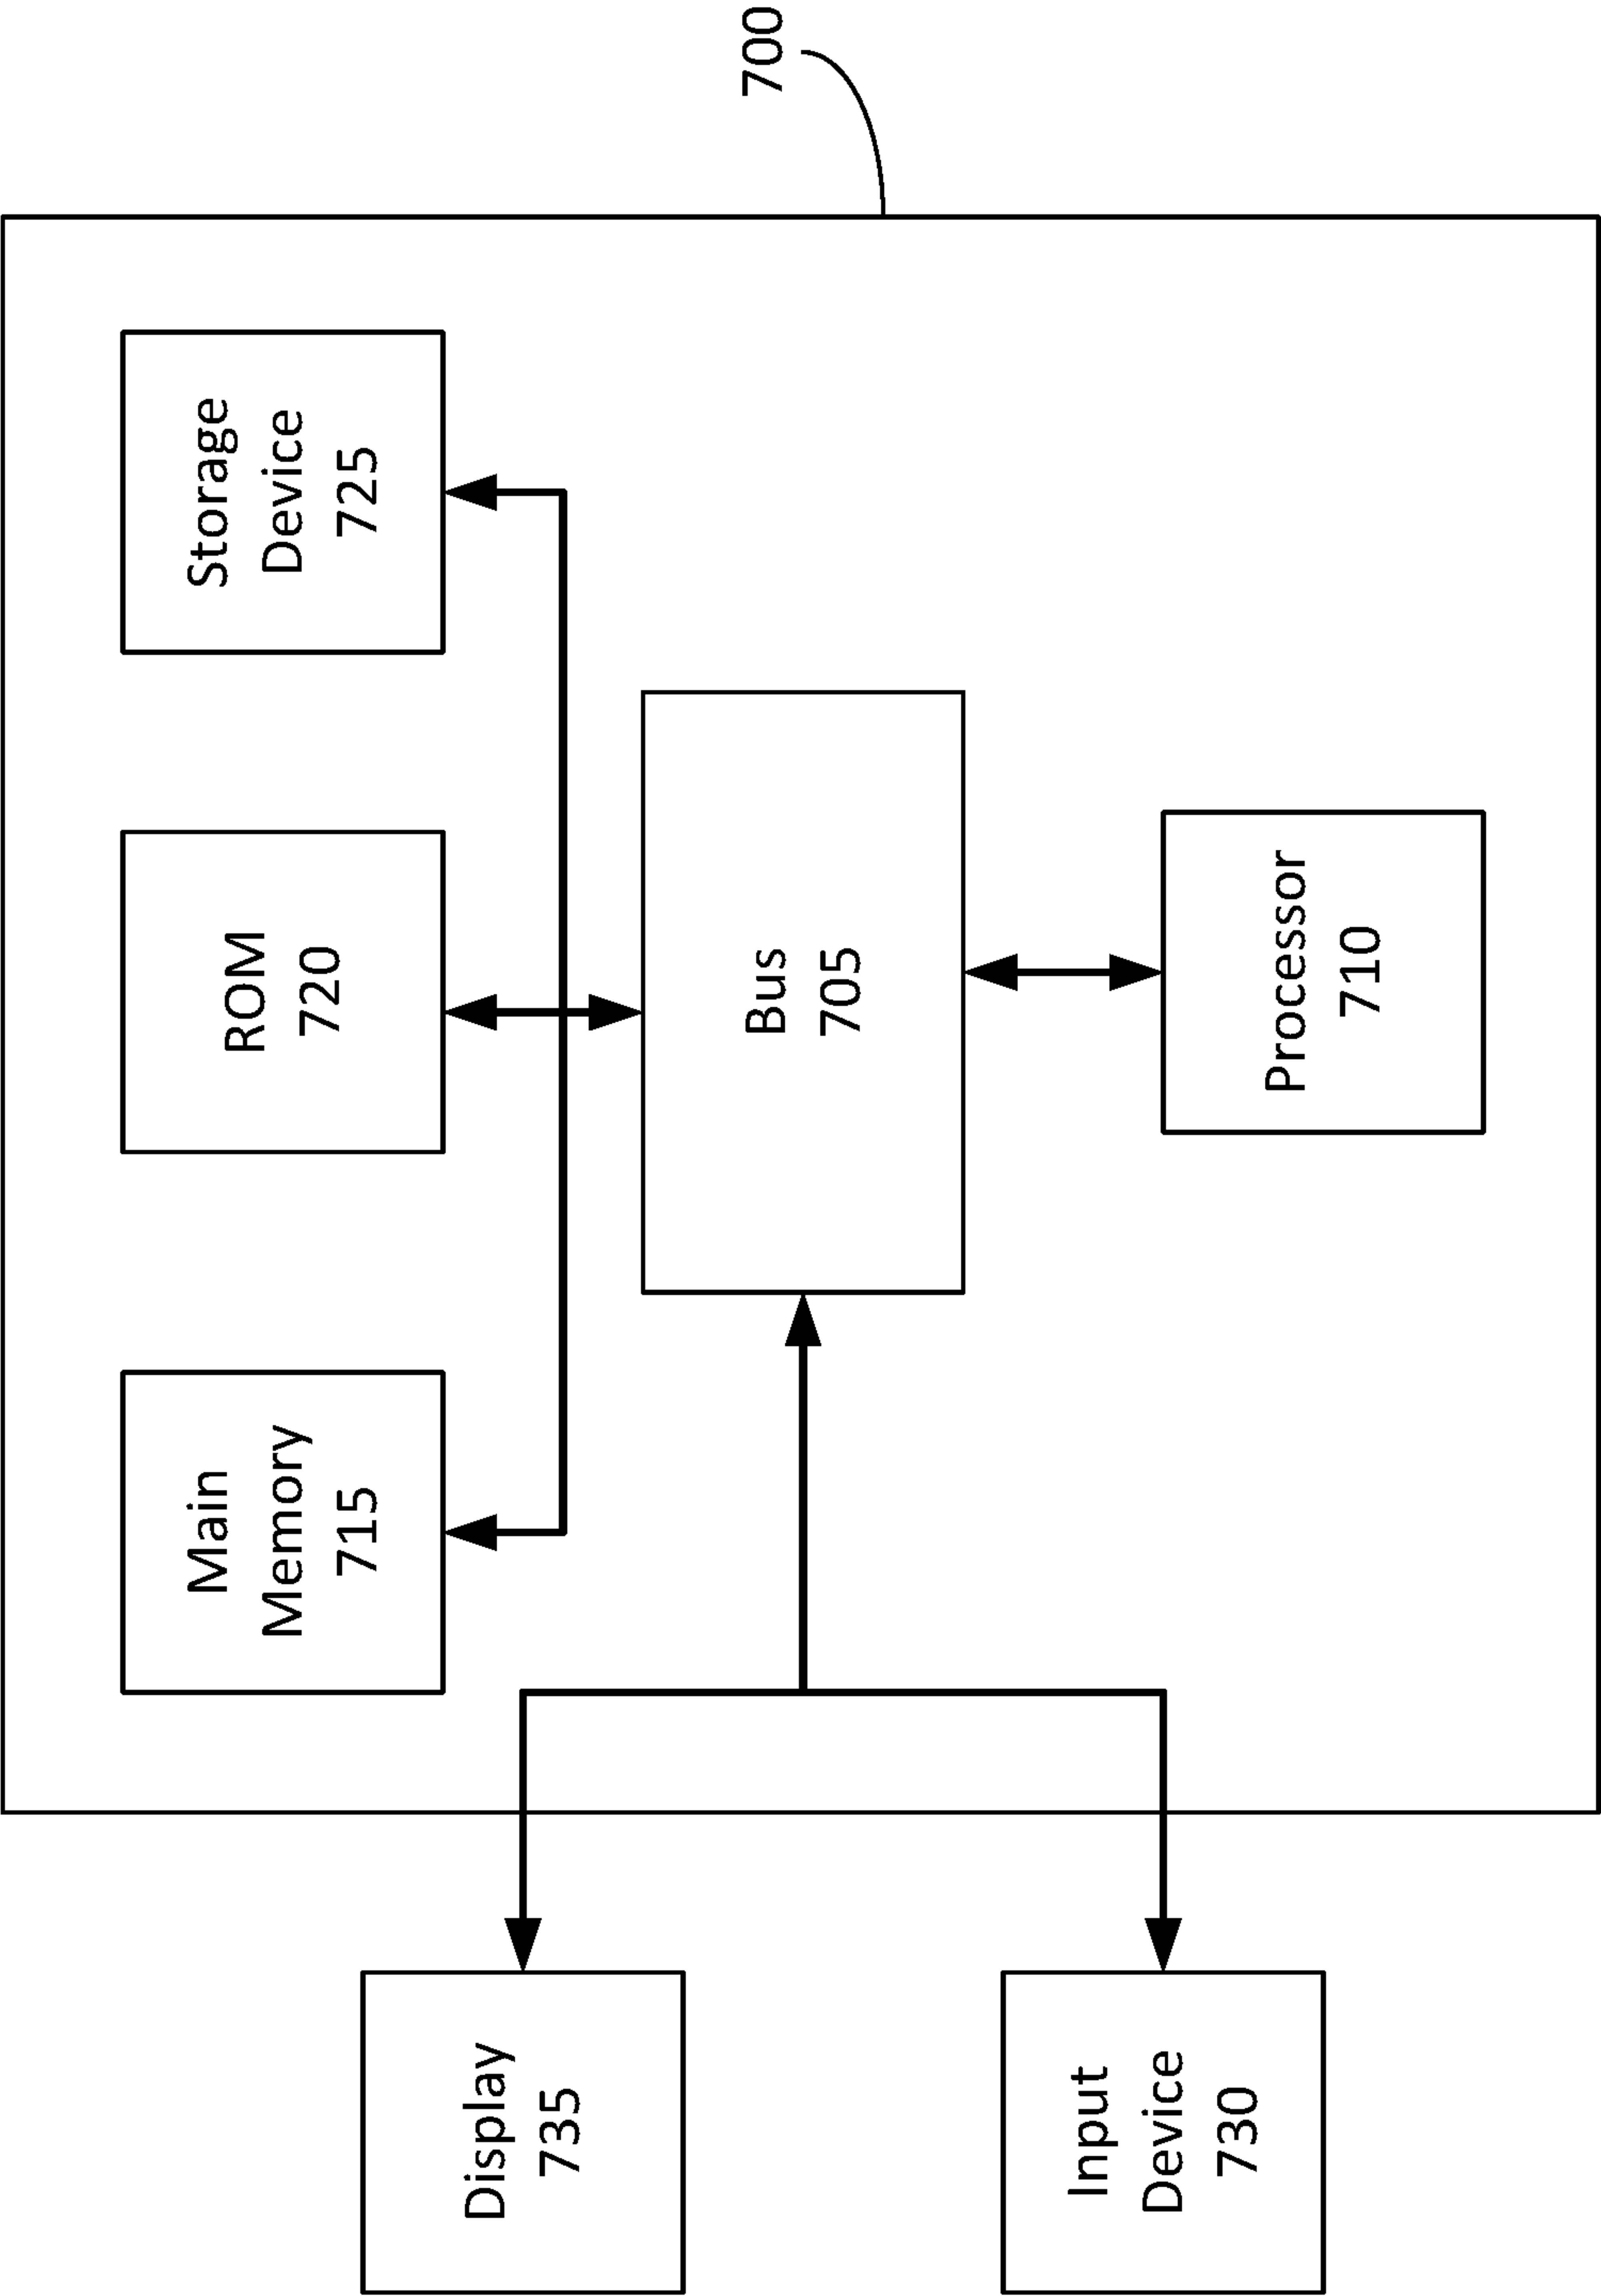 700
Main
Memory
715
ROM
720
Storage
Device
725
Display
735
Bus
705
Input
Device
730
Processor
710